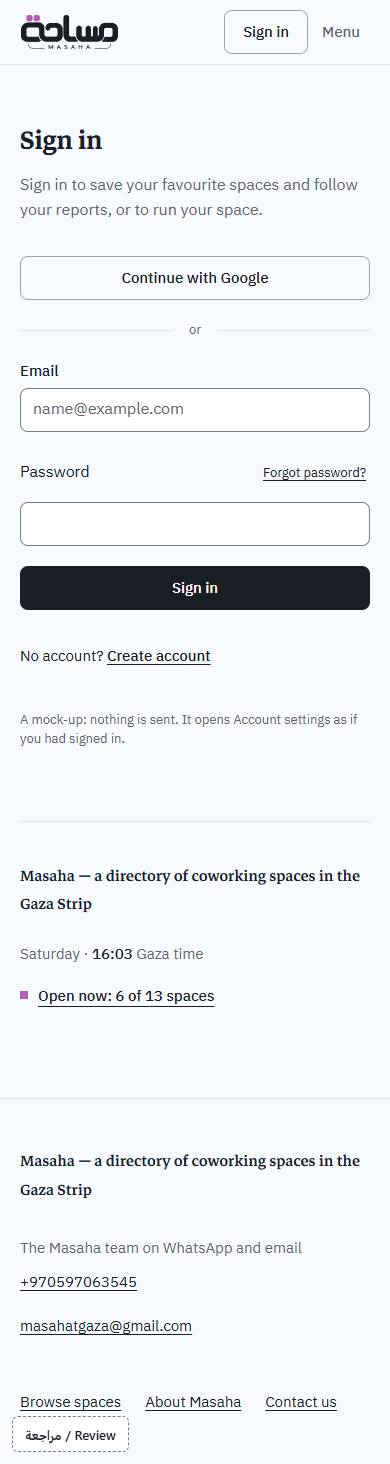 مساحة
MASAHA
Sign in
Menu
Sign in
Sign in to save your favourite spaces and follow
your reports, or to run your space.
Continue with Google
or
Email
name@example.com
Password
Forgot password?
Sign in
No account? Create account
A mock-up: nothing is sent. It opens Account settings as if
you had signed in.
Masaha — a directory of coworking spaces in the
Gaza Strip
Saturday · 16:03 Gaza time
Open now: 6 of 13 spaces
Masaha — a directory of coworking spaces in the
Gaza Strip
The Masaha team on WhatsApp and email
+970597063545
masahatgaza@gmail.com
Browse spaces
About Masaha
Contact us
مراجعة / Review